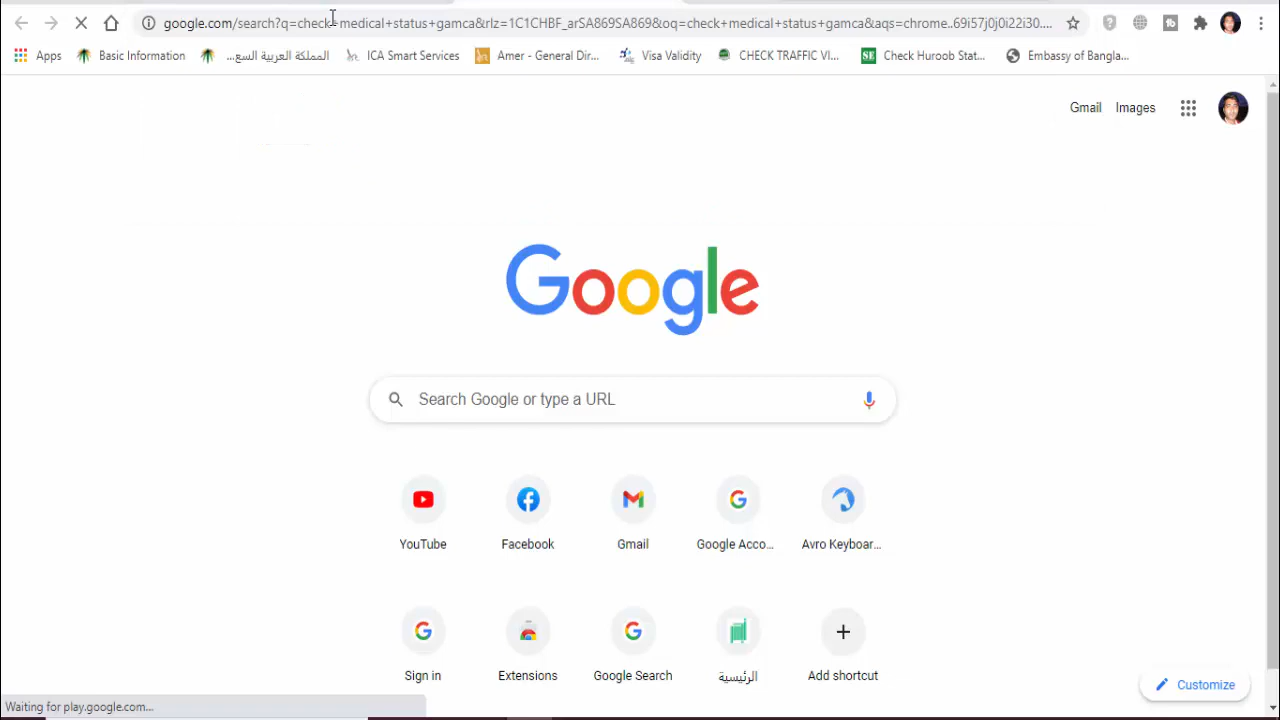 google.com/search?q=check+medical+status+gamca&rlz=1C1CHBF_arSA869SA869&oq=check+medical+status+gamca&aqs=chrome..69i57j0j0i22i30....
Apps Basic Information المملكة العربية السع... ICA Smart Services Amer - General Dir... Visa Validity CHECK TRAFFIC VI... SE Check Huroob Stat... Embassy of Bangla...
Gmail Images
Google
Search Google or type a URL
YouTube Facebook Gmail Google Acco... Avro Keyboar...
Sign in Extensions Google Search الرئيسية Add shortcut
Customize
Waiting for play.google.com...